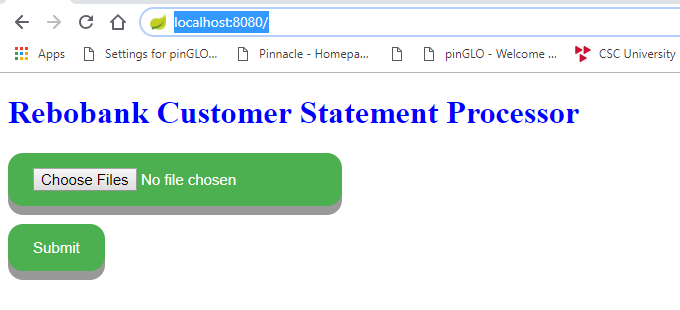 localhost:8080/
Apps Settings for pinGLO... Pinnacle - Homepa... pinGLO - Welcome ... CSC University
Rebobank Customer Statement Processor
Choose Files No file chosen
Submit